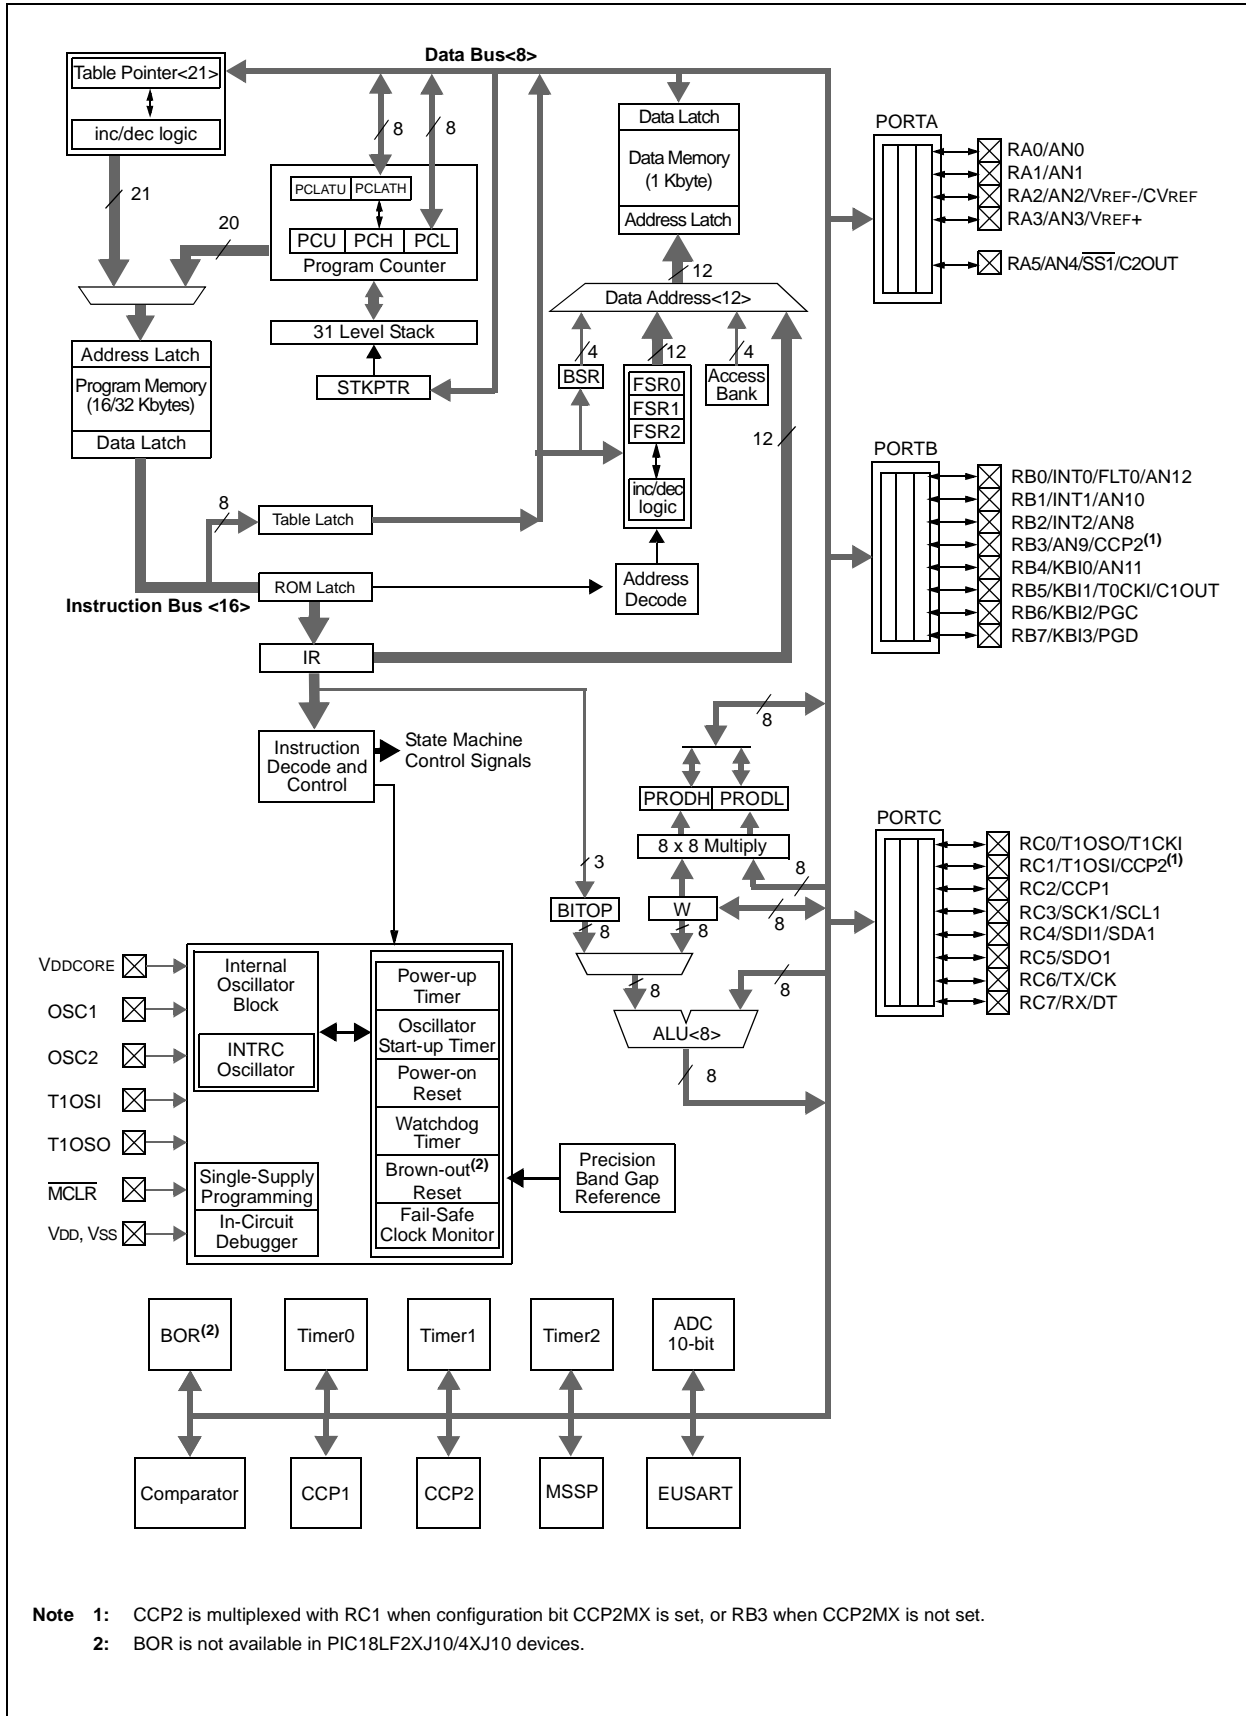 Data Bus<8>
Table Pointer<21>
inc/dec logic
21
20
8
8
PCLATU PCLATH
PCU PCH PCL
Program Counter
31 Level Stack
STKPTR
Address Latch
Program Memory
(16/32 Kbytes)
Data Latch
Data Latch
Data Memory
(1 Kbyte)
Address Latch
12
Data Address<12>
4
12
4
BSR
FSR0
FSR1
FSR2
inc/dec
logic
Access
Bank
12
Address
Decode
8
Table Latch
ROM Latch
Instruction Bus <16>
IR
Instruction
Decode and
Control
State Machine
Control Signals
8
PRODH PRODL
8 x 8 Multiply
3
8
BITOP
W
8
8
8
8
8
ALU<8>
8
PORTA
RA0/AN0
RA1/AN1
RA2/AN2/VREF-/CVREF
RA3/AN3/VREF+
RA5/AN4/SS1/C2OUT
PORTB
RB0/INT0/FLT0/AN12
RB1/INT1/AN10
RB2/INT2/AN8
RB3/AN9/CCP2(1)
RB4/KBI0/AN11
RB5/KBI1/T0CKI/C1OUT
RB6/KBI2/PGC
RB7/KBI3/PGD
PORTC
RC0/T1OSO/T1CKI
RC1/T1OSI/CCP2(1)
RC2/CCP1
RC3/SCK1/SCL1
RC4/SDI1/SDA1
RC5/SDO1
RC6/TX/CK
RC7/RX/DT
VDDCORE
OSC1
OSC2
T1OSI
T1OSO
MCLR
VDD, VSS
Internal
Oscillator
Block
INTRC
Oscillator
Single-Supply
Programming
In-Circuit
Debugger
Power-up
Timer
Oscillator
Start-up Timer
Power-on
Reset
Watchdog
Timer
Brown-out(2)
Reset
Fail-Safe
Clock Monitor
Precision
Band Gap
Reference
BOR(2)
Timer0
Timer1
Timer2
ADC
10-bit
Comparator
CCP1
CCP2
MSSP
EUSART
Note 1: CCP2 is multiplexed with RC1 when configuration bit CCP2MX is set, or RB3 when CCP2MX is not set.
2: BOR is not available in PIC18LF2XJ10/4XJ10 devices.